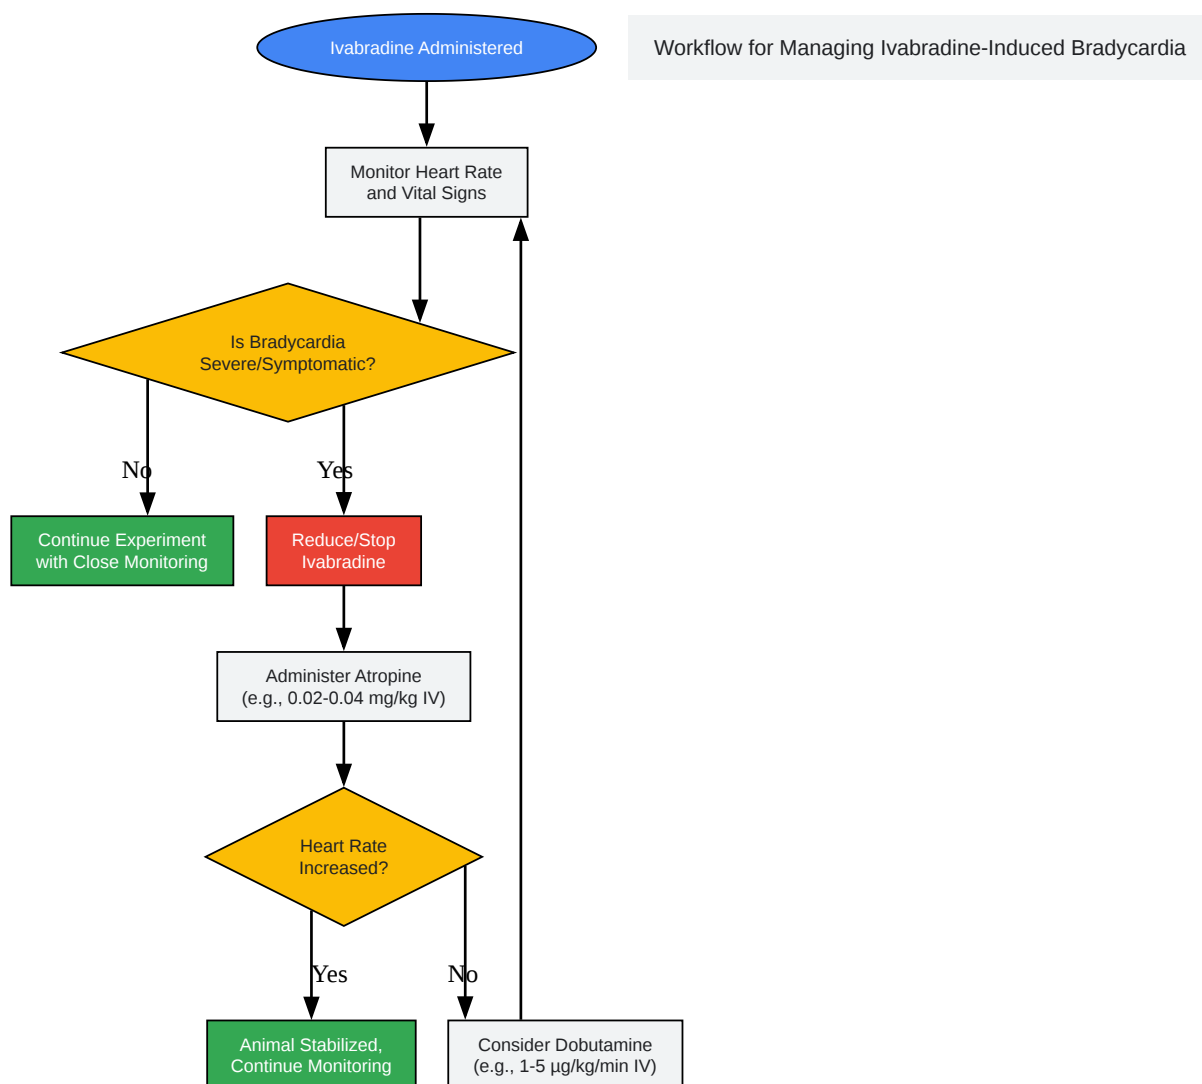 Ivabradine Administered
Workflow for Managing Ivabradine-Induced Bradycardia
Monitor Heart Rate
and Vital Signs
Is Bradycardia
Severe/Symptomatic?
No
Yes
Continue Experiment
with Close Monitoring
Reduce/Stop
Ivabradine
Administer Atropine
(e.g., 0.02-0.04 mg/kg IV)
Heart Rate
Increased?
Yes
No
Animal Stabilized,
Continue Monitoring
Consider Dobutamine
(e.g., 1-5 µg/kg/min IV)